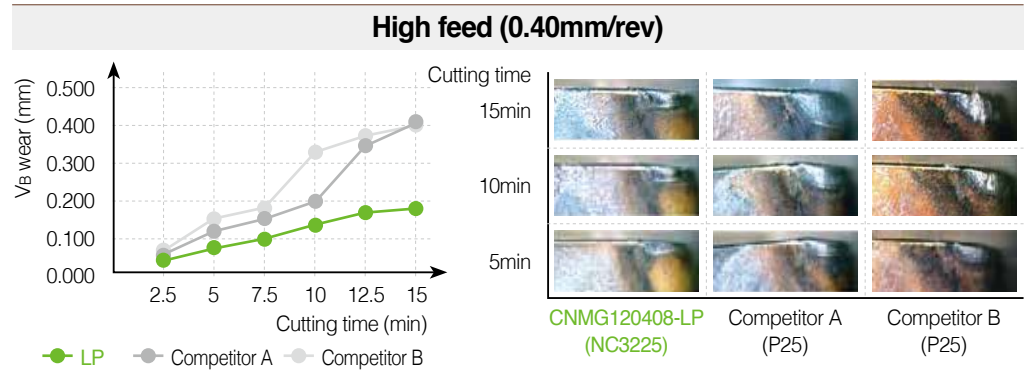 High feed (0.40mm/rev)
VB wear (mm)
0.500
0.400
0.300
0.200
0.100
0.000
2.5 5 7.5 10 12.5 15
Cutting time (min)
LP Competitor A Competitor B
Cutting time
15min
10min
5min
CNMG120408-LP
(NC3225)
Competitor A
(P25)
Competitor B
(P25)